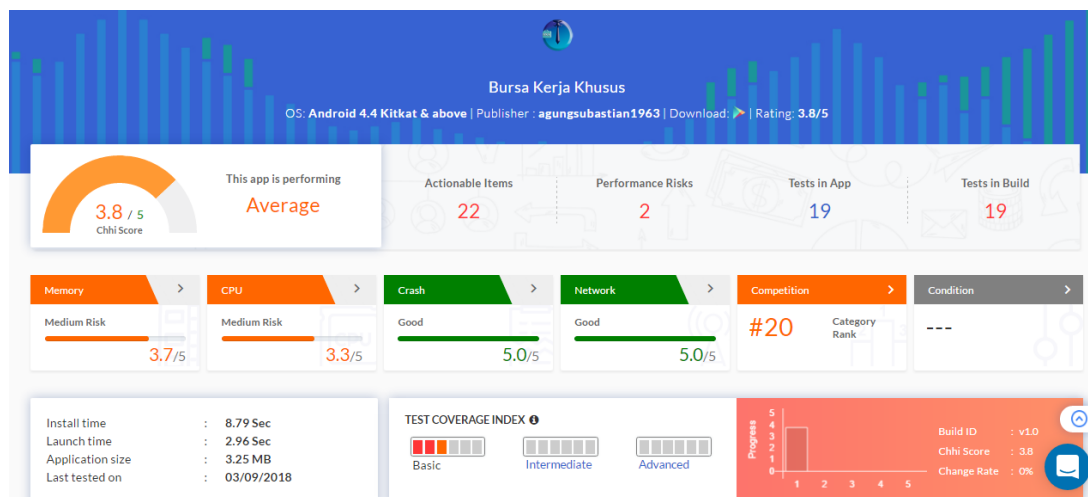 Bursa Kerja Khusus
OS: Android 4.4 Kitkat & above | Publisher : agungsubastian1963 | Download: | Rating: 3.8/5
3.8 / 5
Chhi Score
This app is performing
Average
Actionable Items
22
Performance Risks
2
Tests in App
19
Tests in Build
19
Memory >
Medium Risk
3.7/5
CPU >
Medium Risk
3.3/5
Crash >
Good
5.0/5
Network >
Good
5.0/5
Competition >
#20 Category
Rank
Condition >
---
Install time : 8.79 Sec
Launch time : 2.96 Sec
Application size : 3.25 MB
Last tested on : 03/09/2018
TEST COVERAGE INDEX
Basic
Intermediate
Advanced
Progress
5
4
3
2
1
0
1 2 3 4 5
Build ID : v1.0
Chhi Score : 3.8
Change Rate : 0%